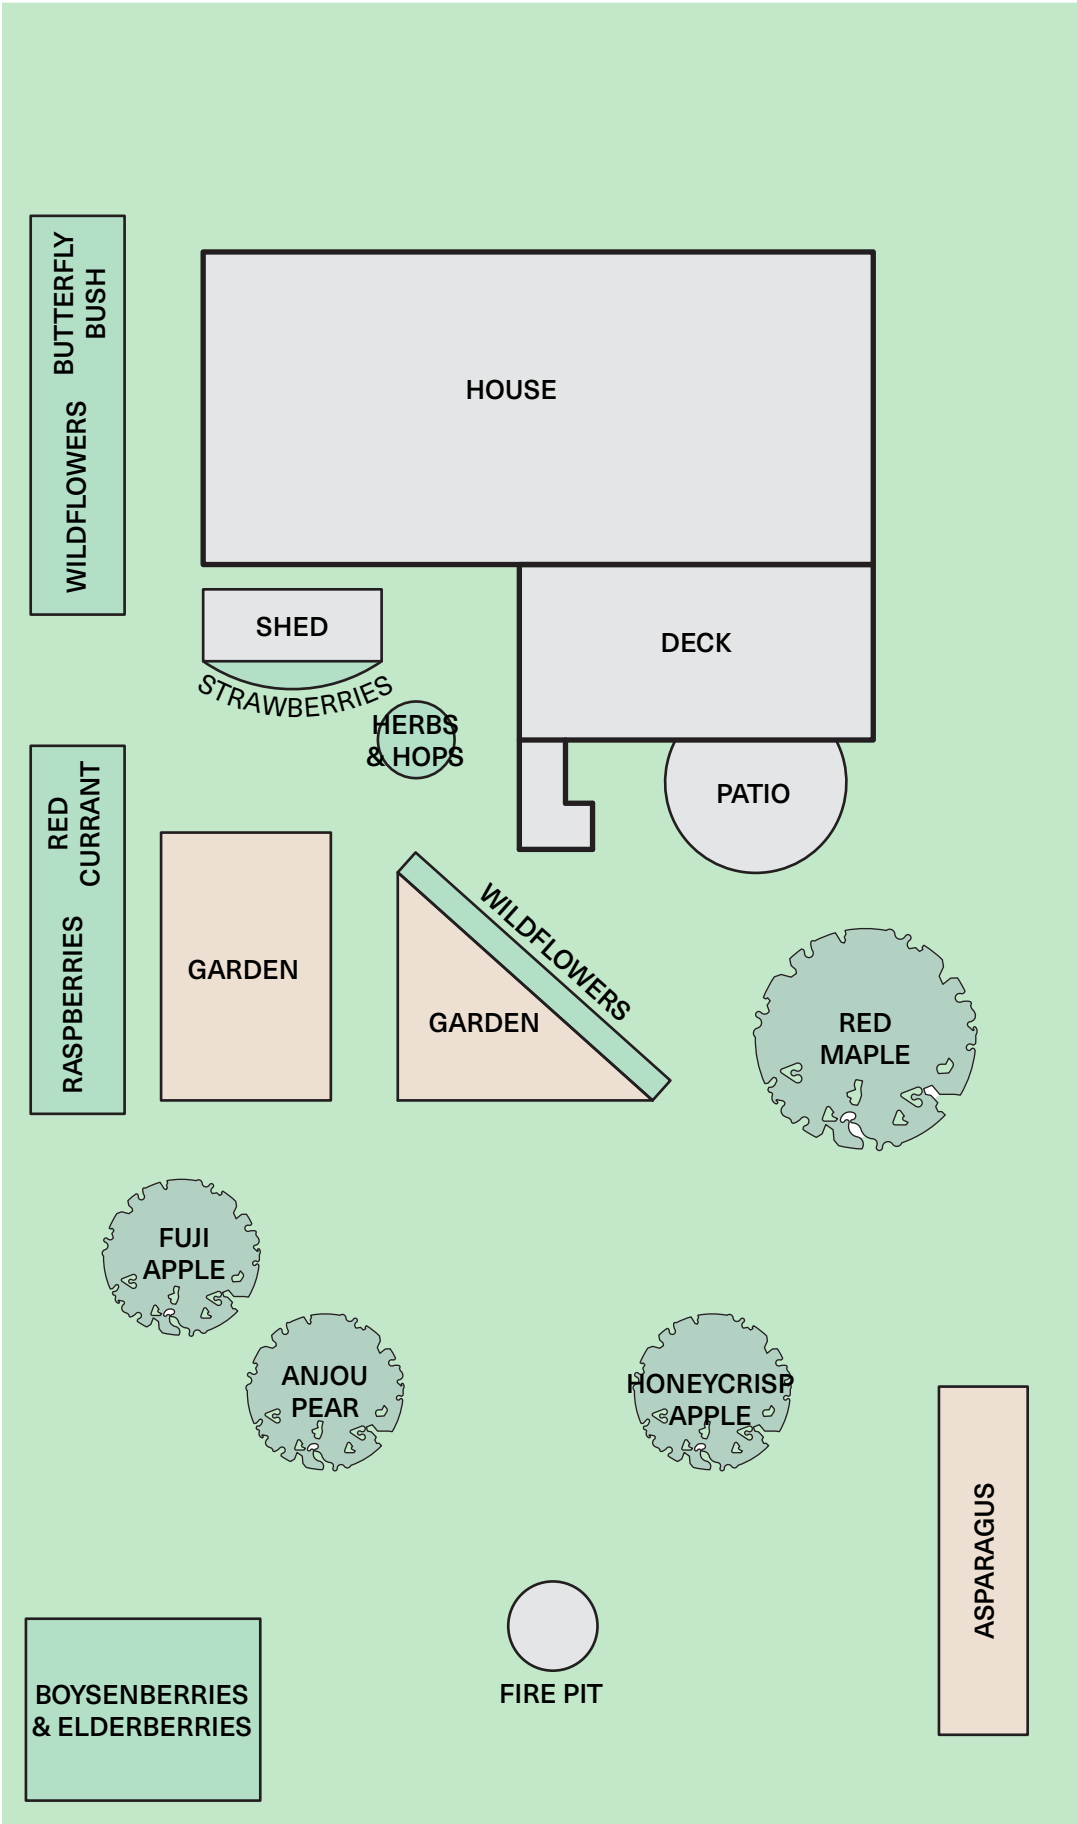 BUTTERFLY
BUSH
WILDFLOWERS
HOUSE
SHED
STRAWBERRIES
DECK
HERBS
& HOPS
PATIO
RED
CURRANT
RASPBERRIES
GARDEN
GARDEN
WILDFLOWERS
RED
MAPLE
FUJI
APPLE
ANJOU
PEAR
HONEYCRISP
APPLE
ASPARAGUS
FIRE PIT
BOYSENBERRIES
& ELDERBERRIES